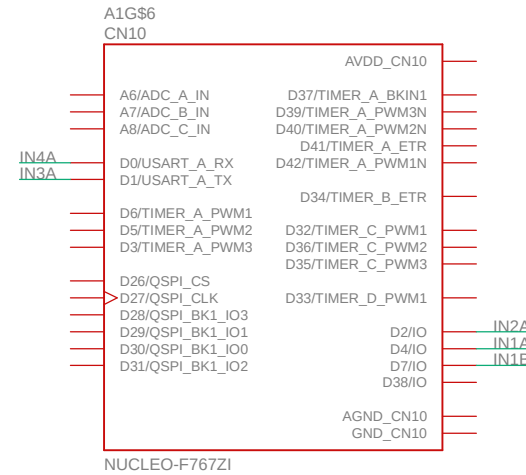 A1G$6
CN10
AVDD_CN10
A6/ADC_A_IN D37/TIMER_A_BKIN1
A7/ADC_B_IN D39/TIMER_A_PWM3N
A8/ADC_C_IN D40/TIMER_A_PWM2N
D41/TIMER_A_ETR
IN4A D0/USART_A_RX D42/TIMER_A_PWM1N
IN3A D1/USART_A_TX
D34/TIMER_B_ETR
D6/TIMER_A_PWM1
D5/TIMER_A_PWM2 D32/TIMER_C_PWM1
D3/TIMER_A_PWM3 D36/TIMER_C_PWM2
D35/TIMER_C_PWM3
D26/QSPI_CS
D27/QSPI_CLK D33/TIMER_D_PWM1
D28/QSPI_BK1_IO3
D29/QSPI_BK1_IO1 D2/IO IN2A
D30/QSPI_BK1_IO0 D4/IO IN1A
D31/QSPI_BK1_IO2 D7/IO IN1B
D38/IO
AGND_CN10
GND_CN10
NUCLEO-F767ZI